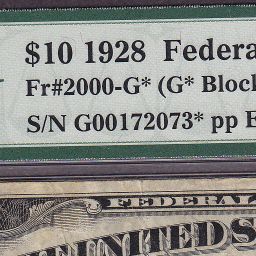 $10 1928 Federa
Fr#2000-G* (G* Block
S/N G00172073* pp E
FEDERAL
UNITED S